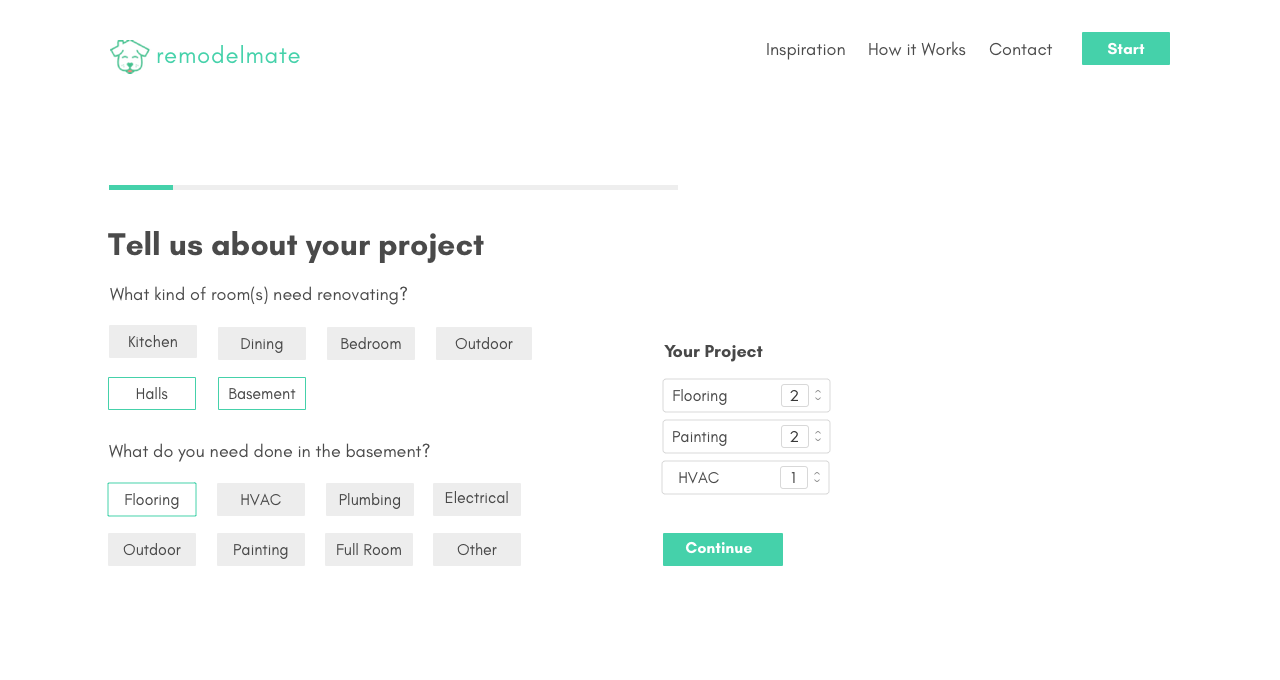 remodelmate
Inspiration How it Works Contact Start
Tell us about your project
What kind of room(s) need renovating?
Kitchen Dining Bedroom Outdoor
Halls Basement
What do you need done in the basement?
Flooring HVAC Plumbing Electrical
Outdoor Painting Full Room Other
Your Project
Flooring 2
Painting 2
HVAC 1
Continue